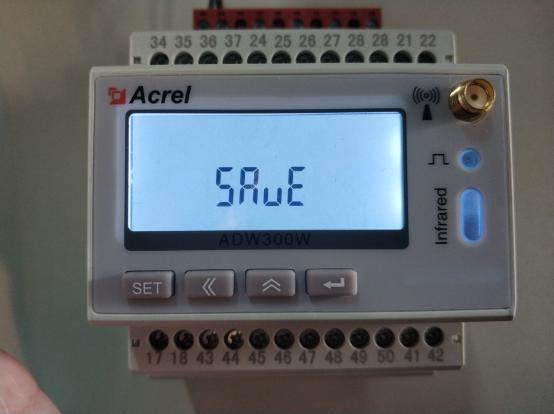 34 35 36 37 24 25 26 27 28 28 21 22
Acrel
SAvE
ADW300W
Infrared
SET
17 18 43 44 45 46 47 48 49 50 41 42